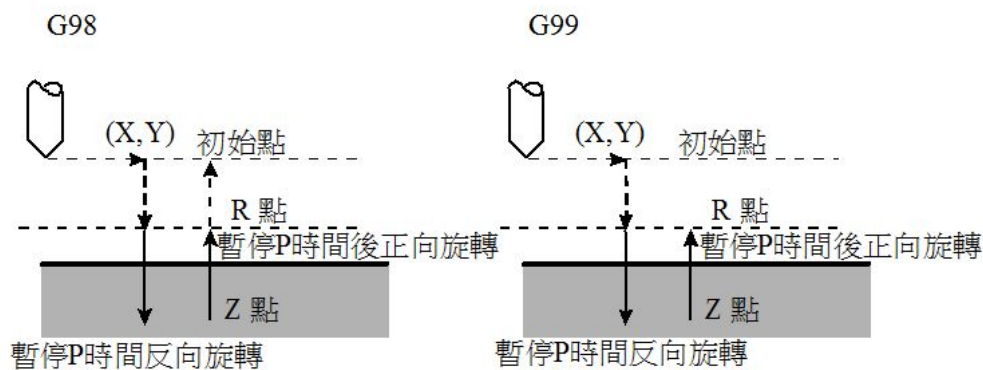 G98
(X,Y)
初始點
R 點
暫停P時間後正向旋轉
Z 點
暫停P時間反向旋轉
G99
(X,Y)
初始點
R 點
暫停P時間後正向旋轉
Z 點
暫停P時間反向旋轉